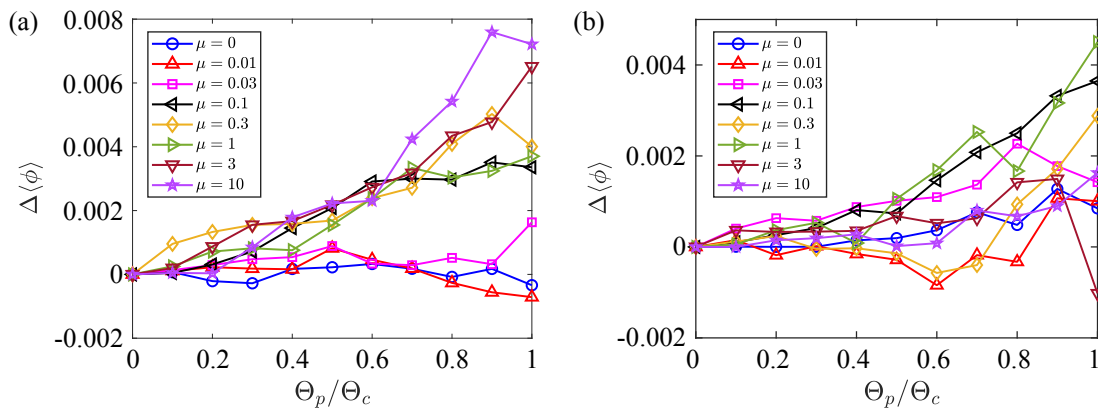 (a)
0.008
0.006
0.004
0.002
0
-0.002
Δ⟨ϕ⟩
μ = 0
μ = 0.01
μ = 0.03
μ = 0.1
μ = 0.3
μ = 1
μ = 3
μ = 10
0 0.2 0.4 0.6 0.8 1
Θp/Θc
(b)
0.004
0.002
0
-0.002
Δ⟨ϕ⟩
μ = 0
μ = 0.01
μ = 0.03
μ = 0.1
μ = 0.3
μ = 1
μ = 3
μ = 10
0 0.2 0.4 0.6 0.8 1
Θp/Θc